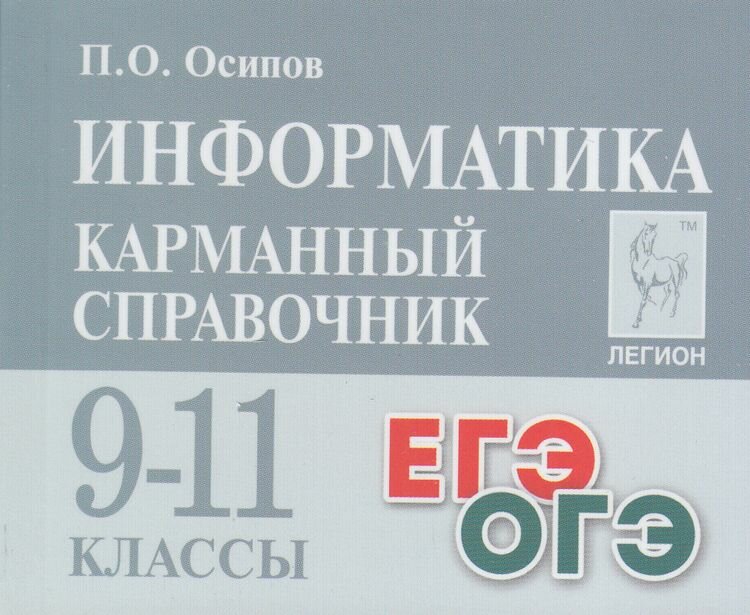 П.О. Осипов
ИНФОРМАТИКА
КАРМАННЫЙ
СПРАВОЧНИК
TM
ЛЕГИОН
9-11
КЛАССЫ
ЕГЭ
ОГЭ